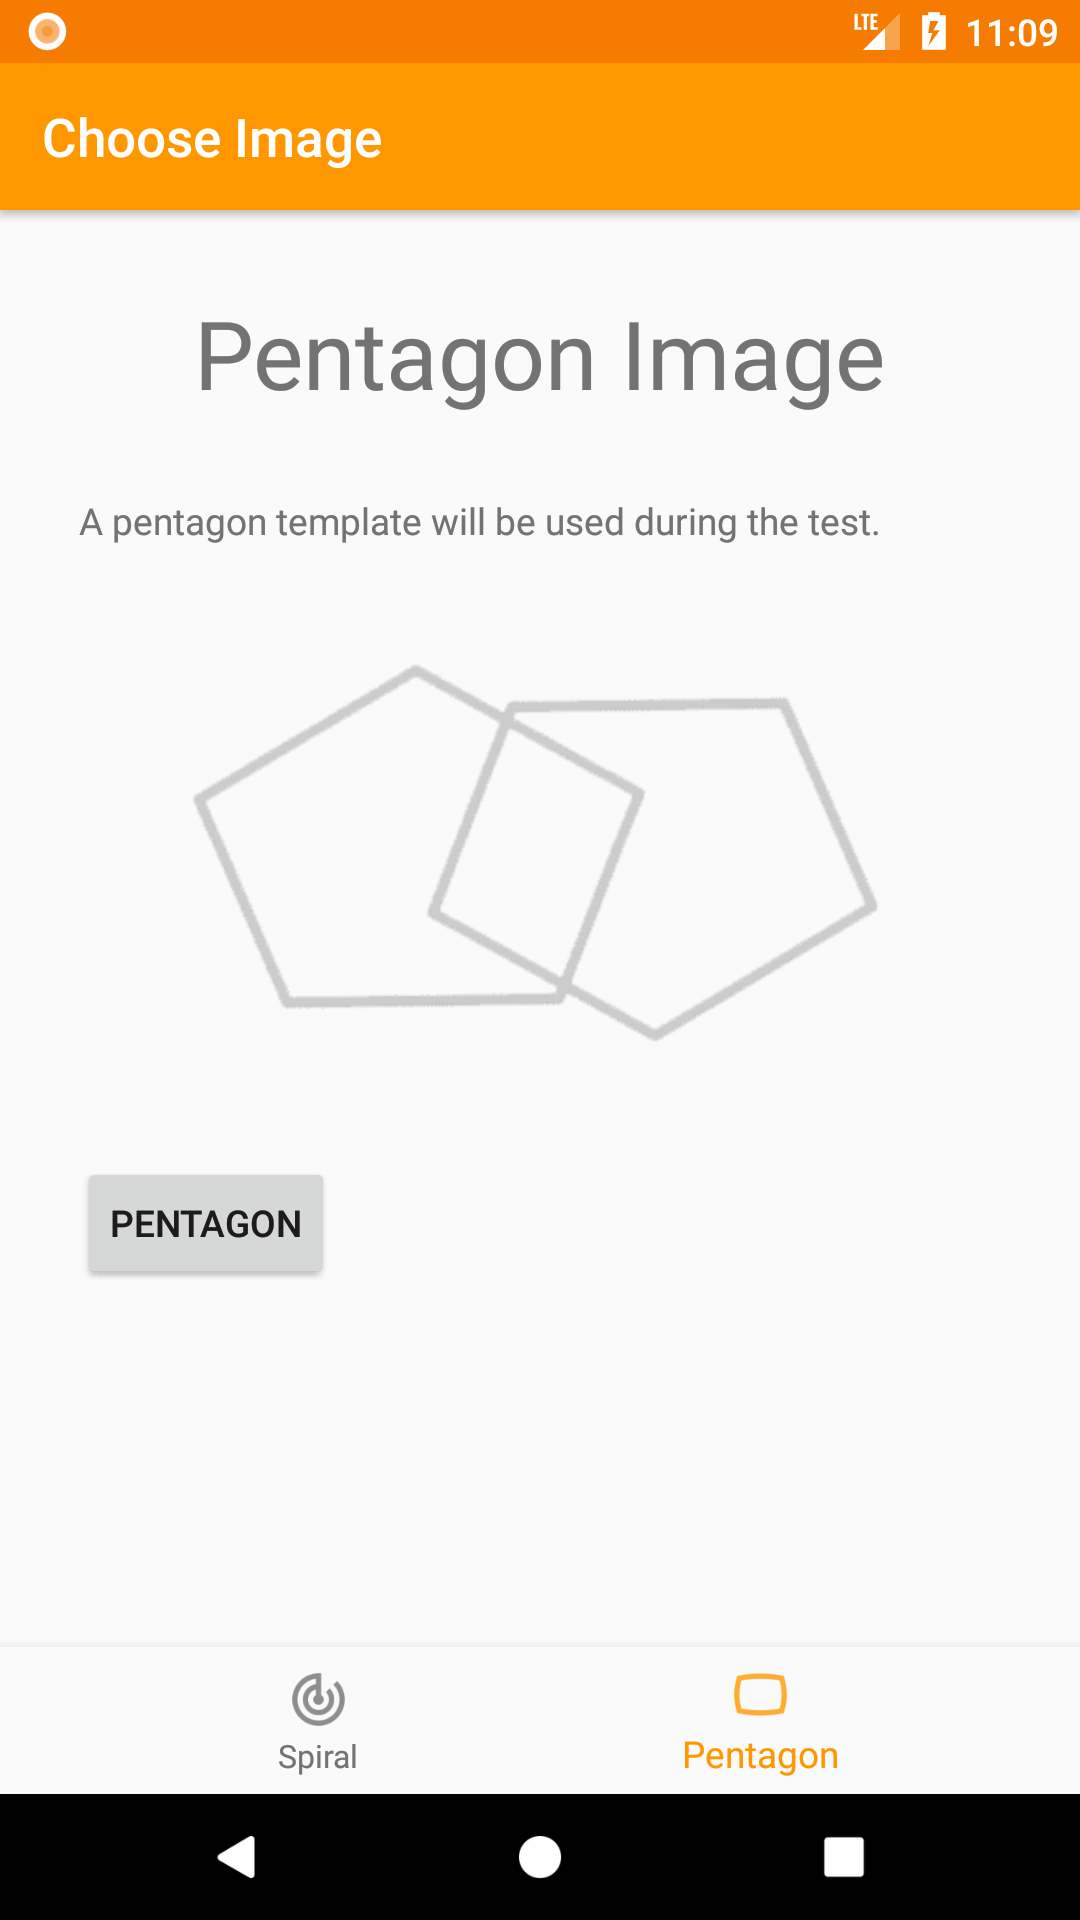 LTE 11:09
Choose Image
Pentagon Image
A pentagon template will be used during the test.
PENTAGON
Spiral
Pentagon